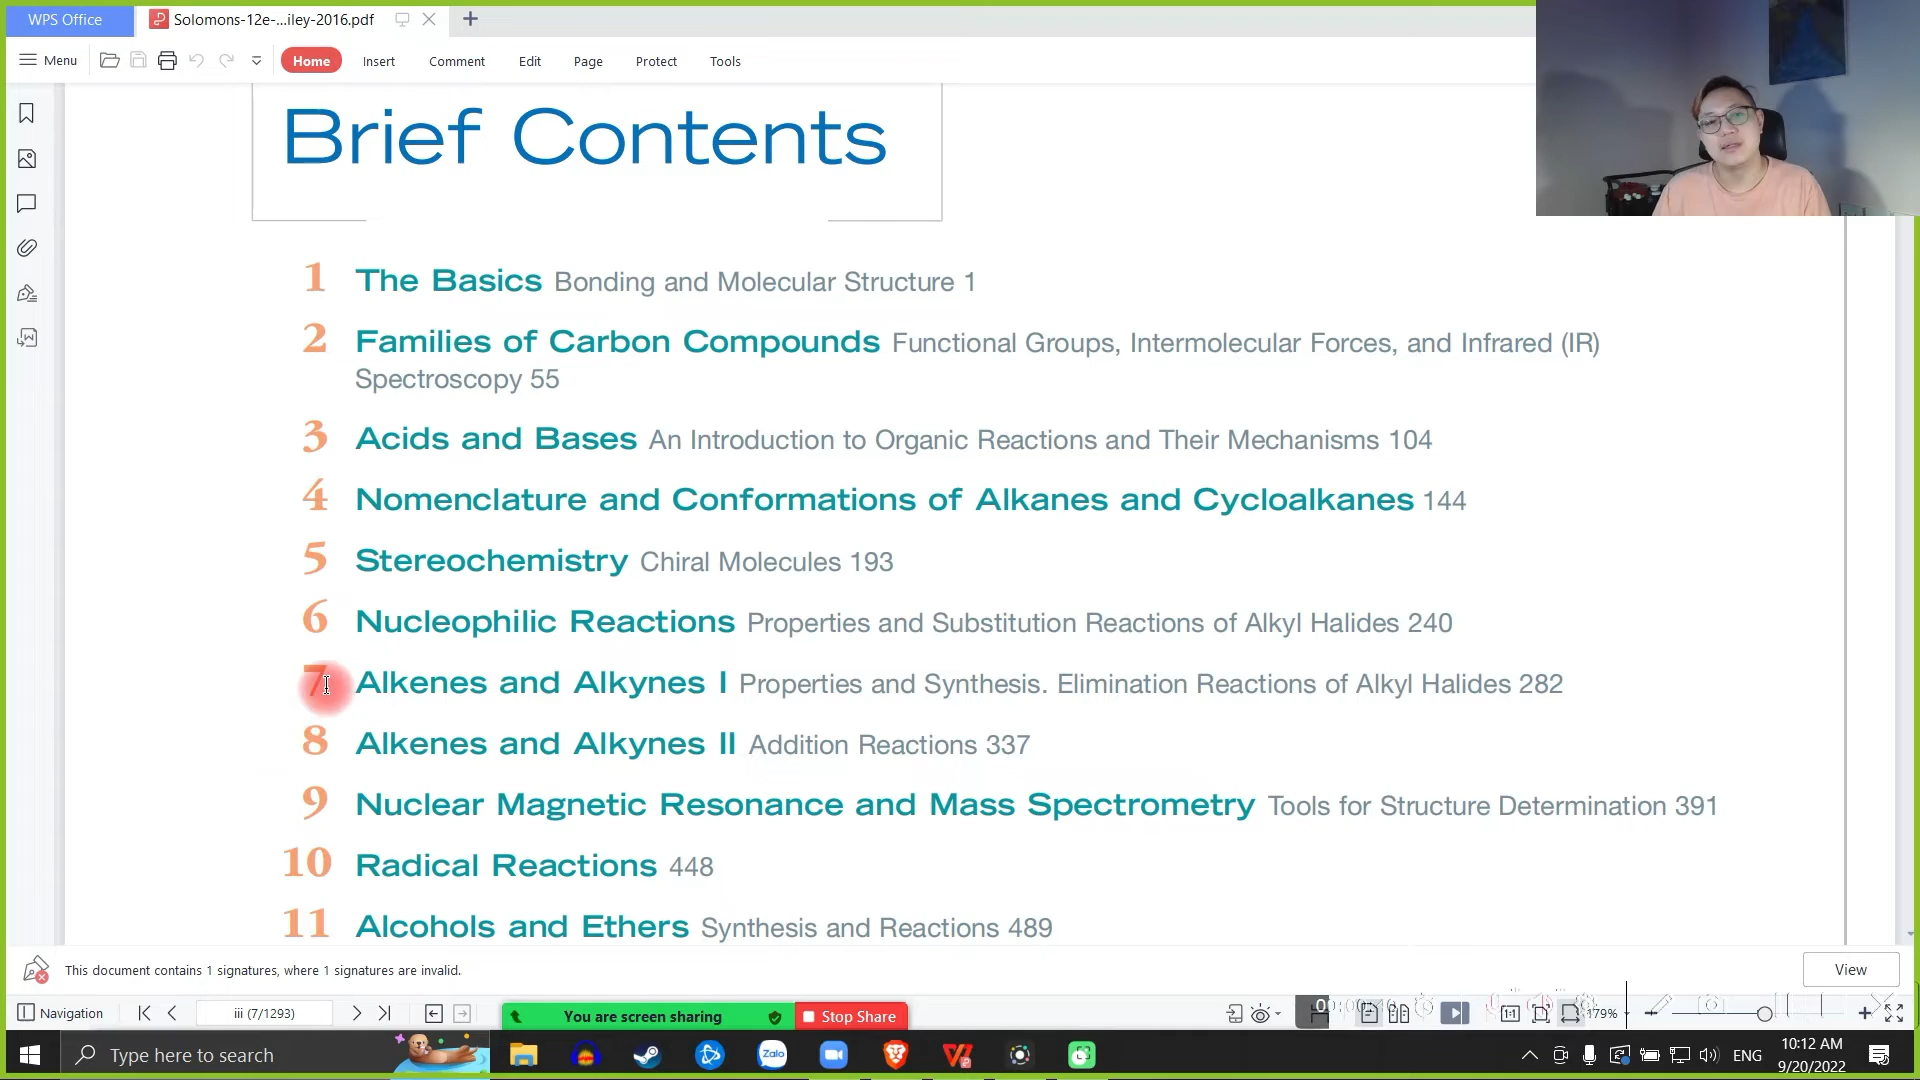 WPS Office
Solomons-12e-...iley-2016.pdf
Menu
Home
Insert
Comment
Edit
Page
Protect
Tools
Brief Contents
1 The Basics Bonding and Molecular Structure 1
2 Families of Carbon Compounds Functional Groups, Intermolecular Forces, and Infrared (IR)
Spectroscopy 55
3 Acids and Bases An Introduction to Organic Reactions and Their Mechanisms 104
4 Nomenclature and Conformations of Alkanes and Cycloalkanes 144
5 Stereochemistry Chiral Molecules 193
6 Nucleophilic Reactions Properties and Substitution Reactions of Alkyl Halides 240
7 Alkenes and Alkynes I Properties and Synthesis. Elimination Reactions of Alkyl Halides 282
8 Alkenes and Alkynes II Addition Reactions 337
9 Nuclear Magnetic Resonance and Mass Spectrometry Tools for Structure Determination 391
10 Radical Reactions 448
11 Alcohols and Ethers Synthesis and Reactions 489
This document contains 1 signatures, where 1 signatures are invalid.
View
Navigation
iii (7/1293)
You are screen sharing
Stop Share
179%
Type here to search
Zalo
ENG
10:12 AM
9/20/2022